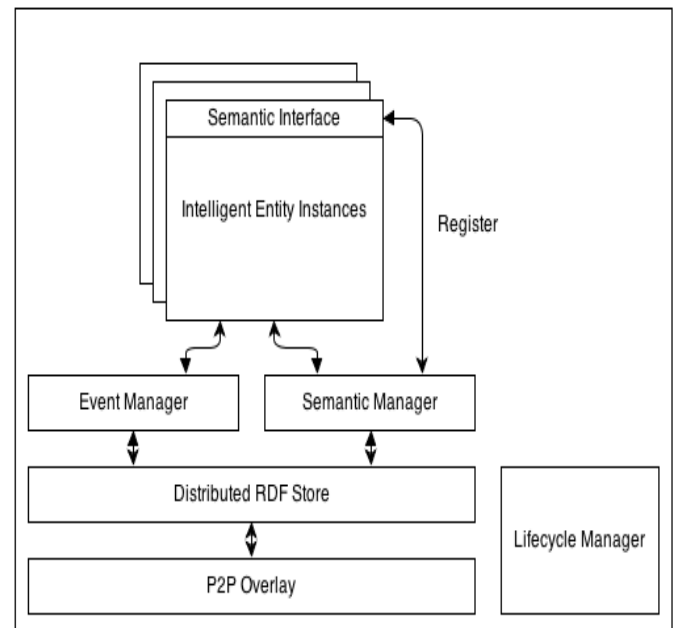 Semantic Interface
Intelligent Entity Instances
Register
Event Manager
Semantic Manager
Distributed RDF Store
Lifecycle Manager
P2P Overlay